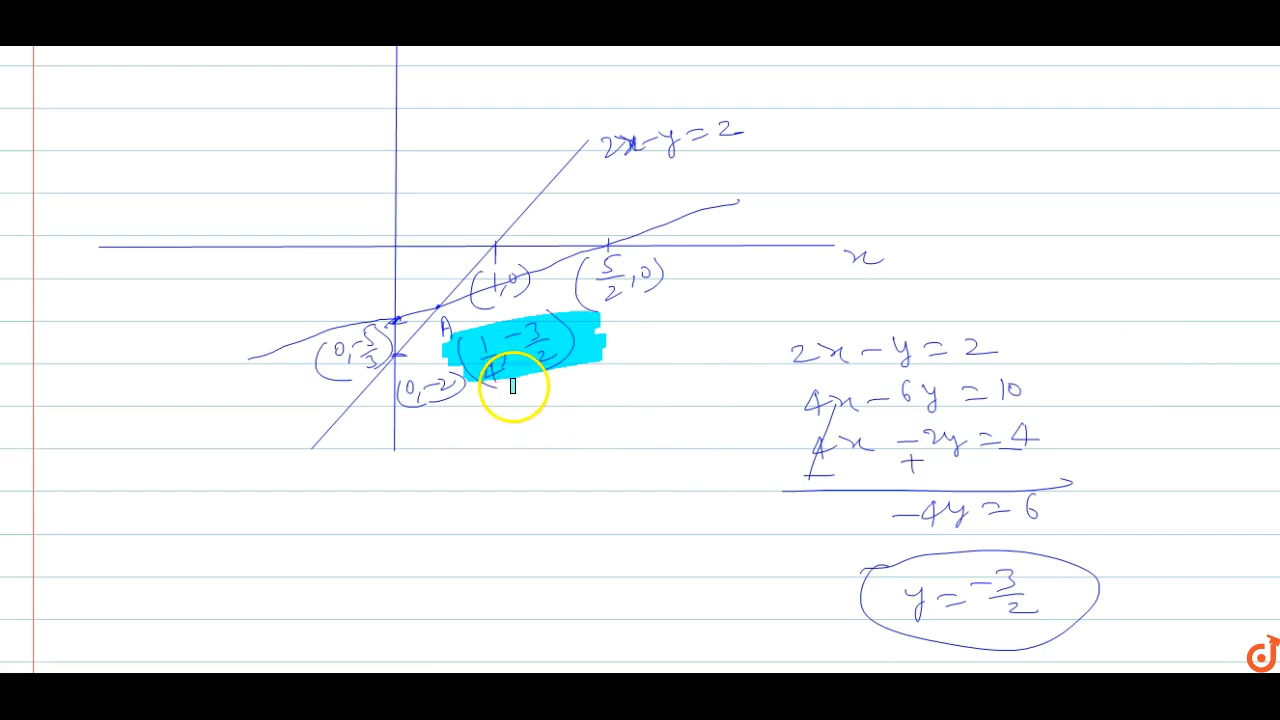 2x-y=2
x
(1,0)
(5/2,0)
A
(1/4,-3/2)
(0,-5/3)
(0,-2)
2x-y=2
4x-6y=10
4x-2y=4
- + -
-4y=6
y=-3/2